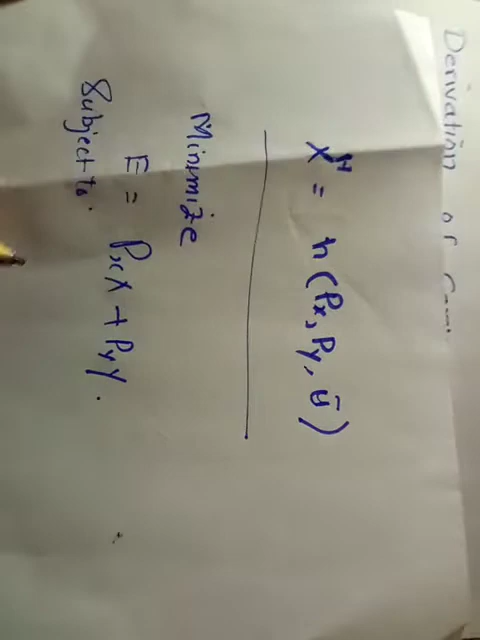 Derivation of
X^H = h (Px, Py, ū)
Minimize
E = PxX + PyY.
Subject to.